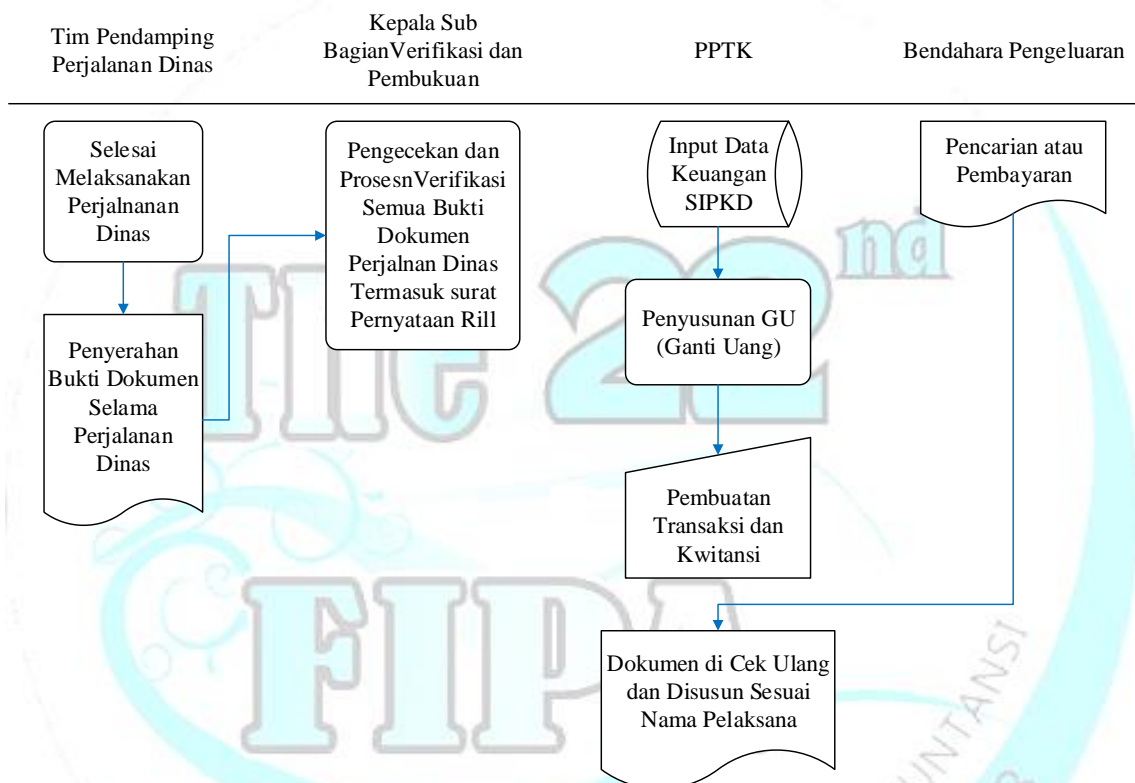 Tim Pendamping
Perjalanan Dinas
Kepala Sub
BagianVerifikasi dan
Pembukuan
PPTK
Bendahara Pengeluaran
Selesai
Melaksanakan
Perjalnanan
Dinas
Penyerahan
Bukti Dokumen
Selama
Perjalanan
Dinas
Pengecekan dan
ProsesnVerifikasi
Semua Bukti
Dokumen
Perjalnan Dinas
Termasuk surat
Pernyataan Rill
Input Data
Keuangan
SIPKD
Penyusunan GU
(Ganti Uang)
Pembuatan
Transaksi dan
Kwitansi
Dokumen di Cek Ulang
dan Disusun Sesuai
Nama Pelaksana
Pencarian atau
Pembayaran
The 22nd
FIPA